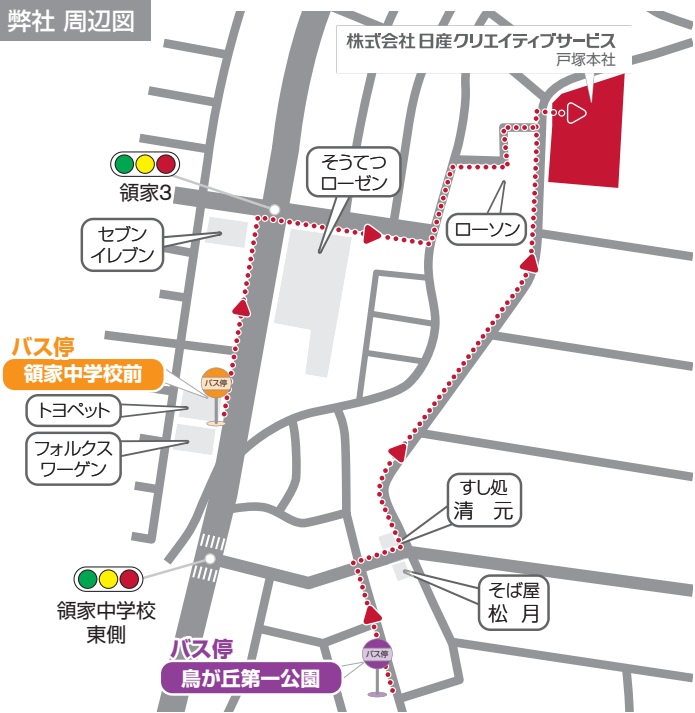 弊社 周辺図
株式会社 日産クリエイティブサービス
戸塚本社
そうてつ
ローゼン
領家3
ローソン
セブン
イレブン
バス停
領家中学校前
バス停
トヨペット
フォルクス
ワーゲン
すし処
清 元
領家中学校
東側
そば屋
松 月
バス停
鳥が丘第一公園
バス停